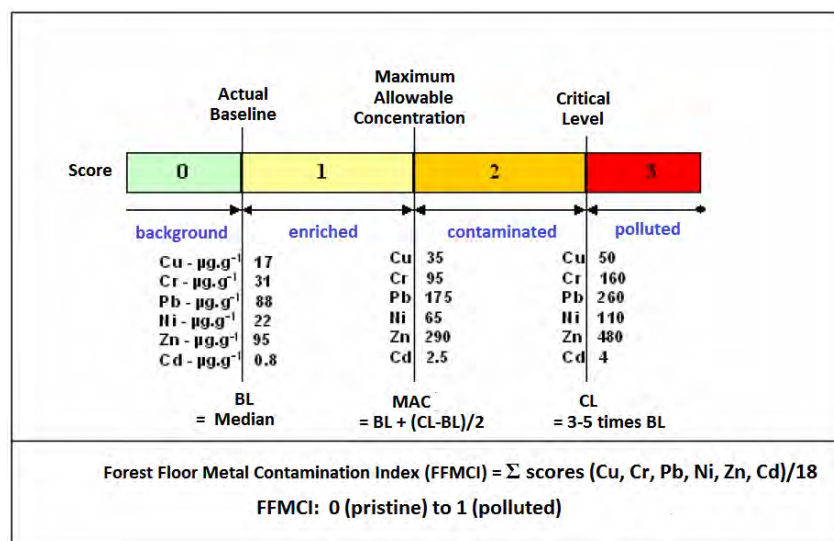 Actual
Baseline
Maximum
Allowable
Concentration
Critical
Level
Score
0
1
2
3
background
enriched
contaminated
polluted
Cu - µg.g⁻¹ 17
Cr - µg.g⁻¹ 31
Pb - µg.g⁻¹ 88
Ni - µg.g⁻¹ 22
Zn - µg.g⁻¹ 95
Cd - µg.g⁻¹ 0.8
Cu 35
Cr 95
Pb 175
Ni 65
Zn 290
Cd 2.5
Cu 50
Cr 160
Pb 260
Ni 110
Zn 480
Cd 4
BL
= Median
MAC
= BL + (CL-BL)/2
CL
= 3-5 times BL
Forest Floor Metal Contamination Index (FFMCI) = Σ scores (Cu, Cr, Pb, Ni, Zn, Cd)/18
FFMCI: 0 (pristine) to 1 (polluted)